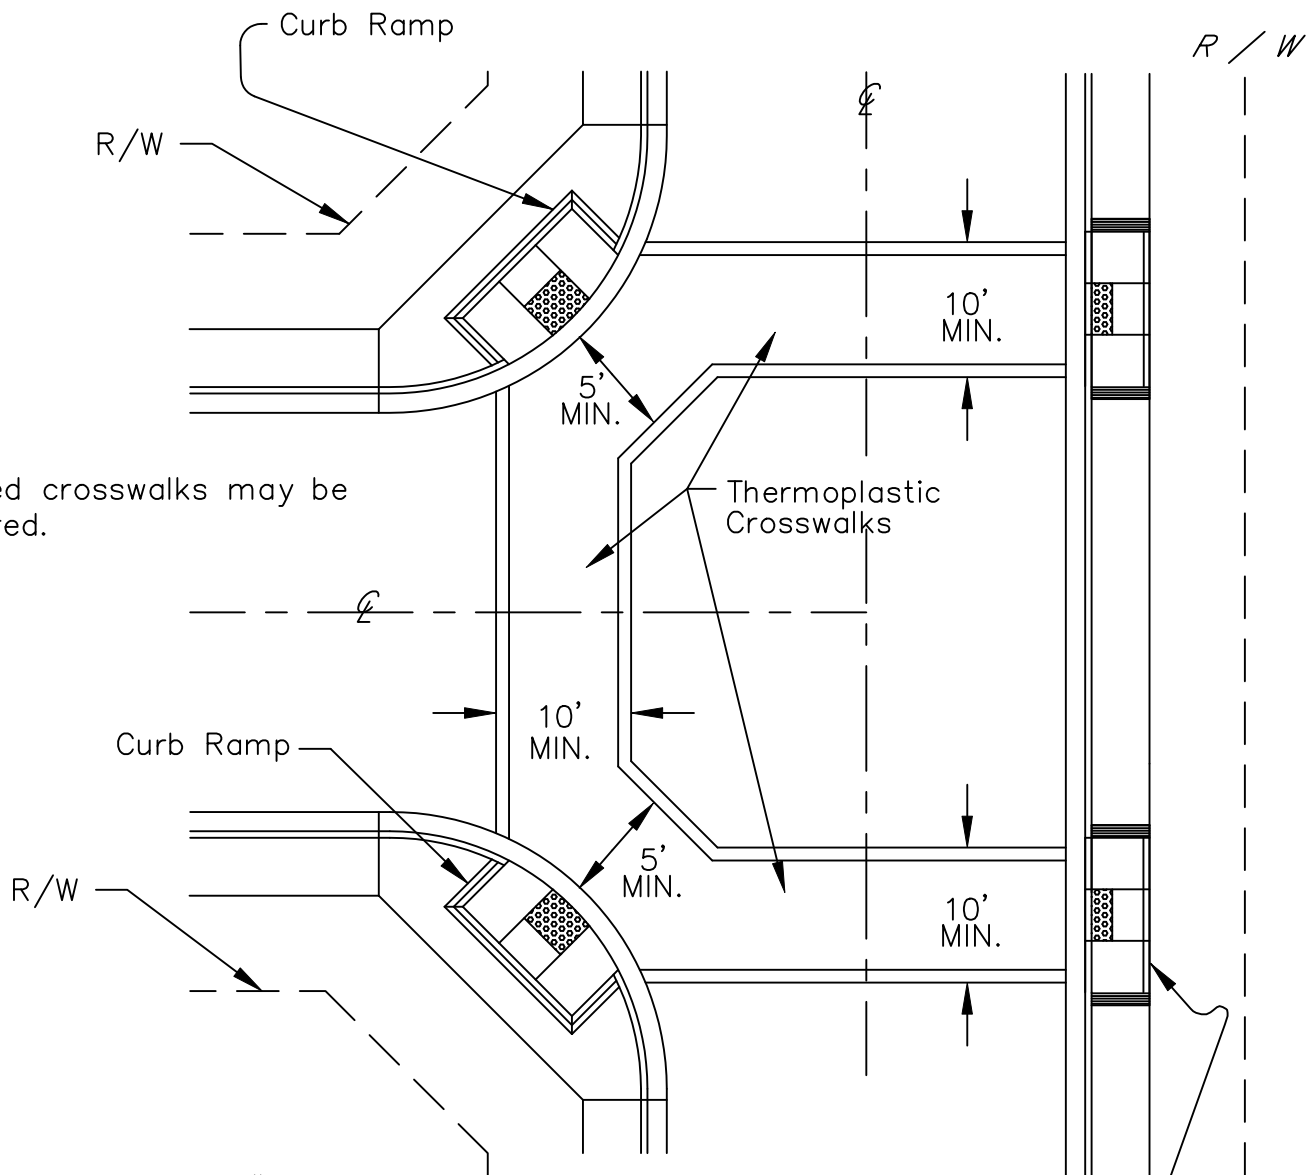 Curb Ramp
R / W
℄
R/W
10'
MIN.
5'
MIN.
crosswalks may be
Thermoplastic
Crosswalks
℄
10'
MIN.
Curb Ramp
5'
MIN.
R/W
10'
MIN.